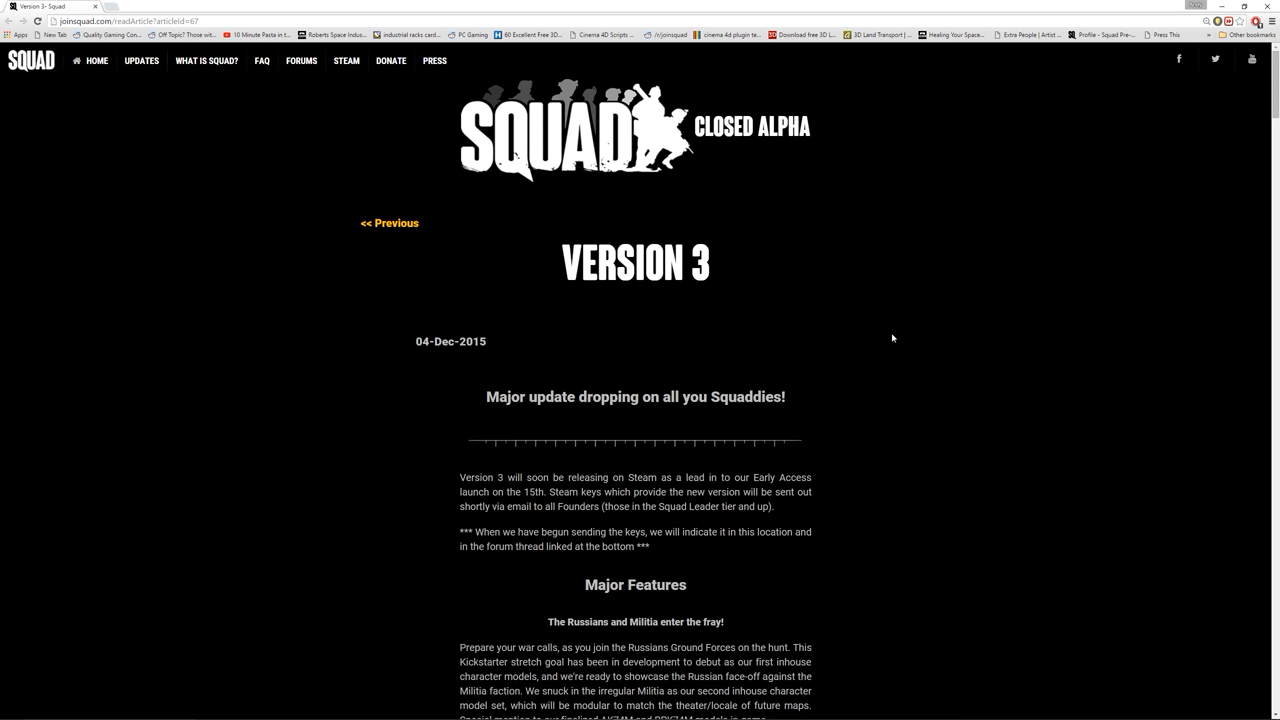 Version 3- Squad
joinsquad.com/readArticle?articleId=67
Apps New Tab Quality Gaming Con... Off Topic? Those wit... 10 Minute Pasta in t... Roberts Space Indus... industrial racks card... PC Gaming 60 Excellent Free 3D... Cinema 4D Scripts ... /r/joinsquad cinema 4d plugin te... Download free 3D L... 3D Land Transport |... Healing Your Space... Extra People | Artist ... Profile - Squad Pre-... Press This » Other bookmarks
SQUAD HOME UPDATES WHAT IS SQUAD? FAQ FORUMS STEAM DONATE PRESS
SQUAD CLOSED ALPHA
<< Previous
VERSION 3
04-Dec-2015
Major update dropping on all you Squaddies!
Version 3 will soon be releasing on Steam as a lead in to our Early Access
launch on the 15th. Steam keys which provide the new version will be sent out
shortly via email to all Founders (those in the Squad Leader tier and up).
*** When we have begun sending the keys, we will indicate it in this location and
in the forum thread linked at the bottom ***
Major Features
The Russians and Militia enter the fray!
Prepare your war calls, as you join the Russians Ground Forces on the hunt. This
Kickstarter stretch goal has been in development to debut as our first inhouse
character models, and we're ready to showcase the Russian face-off against the
Militia faction. We snuck in the irregular Militia as our second inhouse character
model set, which will be modular to match the theater/locale of future maps.